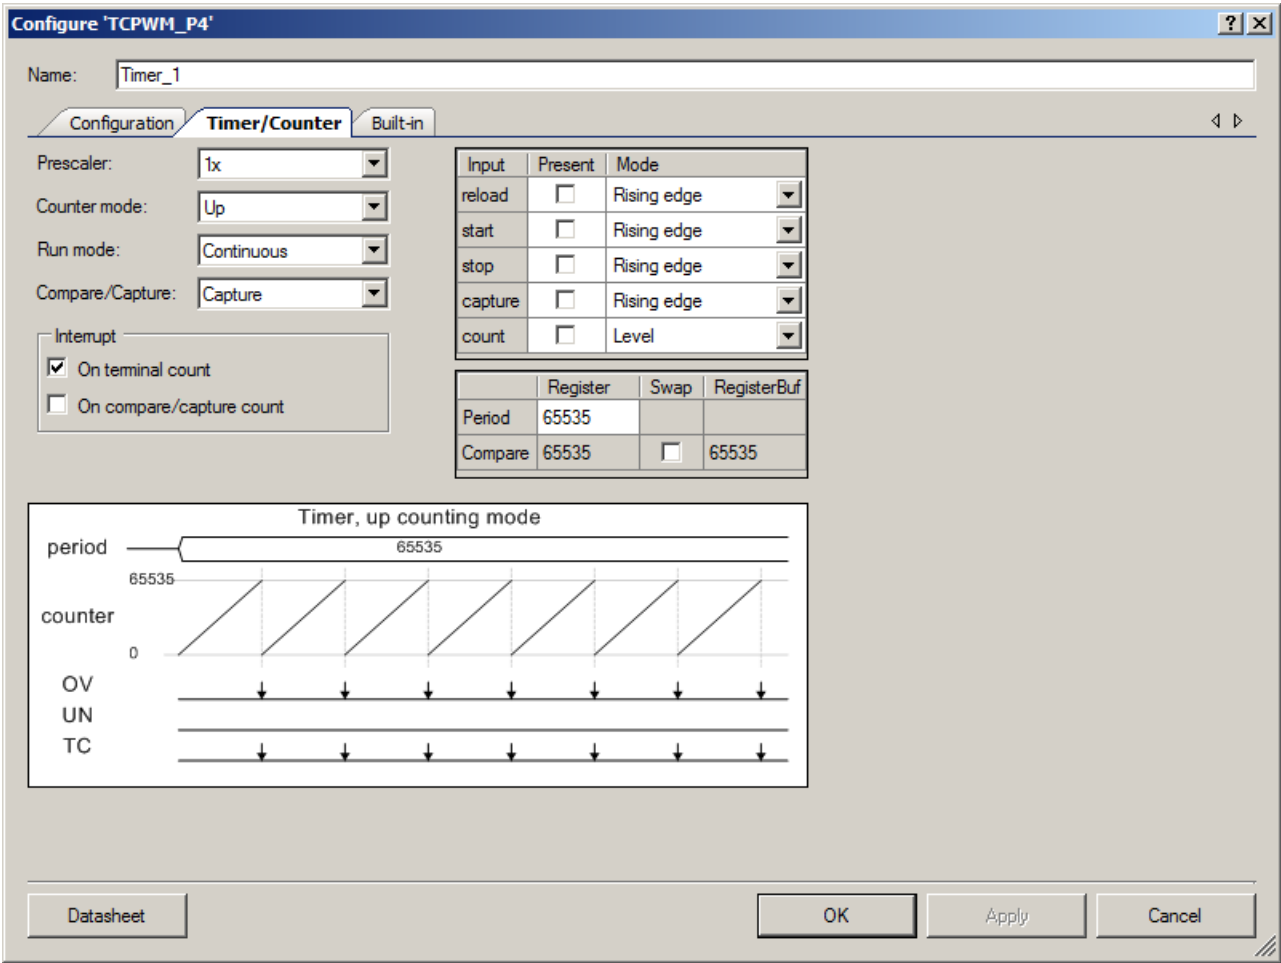 Configure 'TCPWM_P4'
Name: Timer_1
Configuration Timer/Counter Built-in
Prescaler: 1x
Counter mode: Up
Run mode: Continuous
Compare/Capture: Capture
Interrupt
On terminal count
On compare/capture count
Input Present Mode
reload Rising edge
start Rising edge
stop Rising edge
capture Rising edge
count Level
Register Swap RegisterBuf
Period 65535
Compare 65535 65535
Timer, up counting mode
period 65535
65535
counter
0
OV
UN
TC
Datasheet OK Apply Cancel